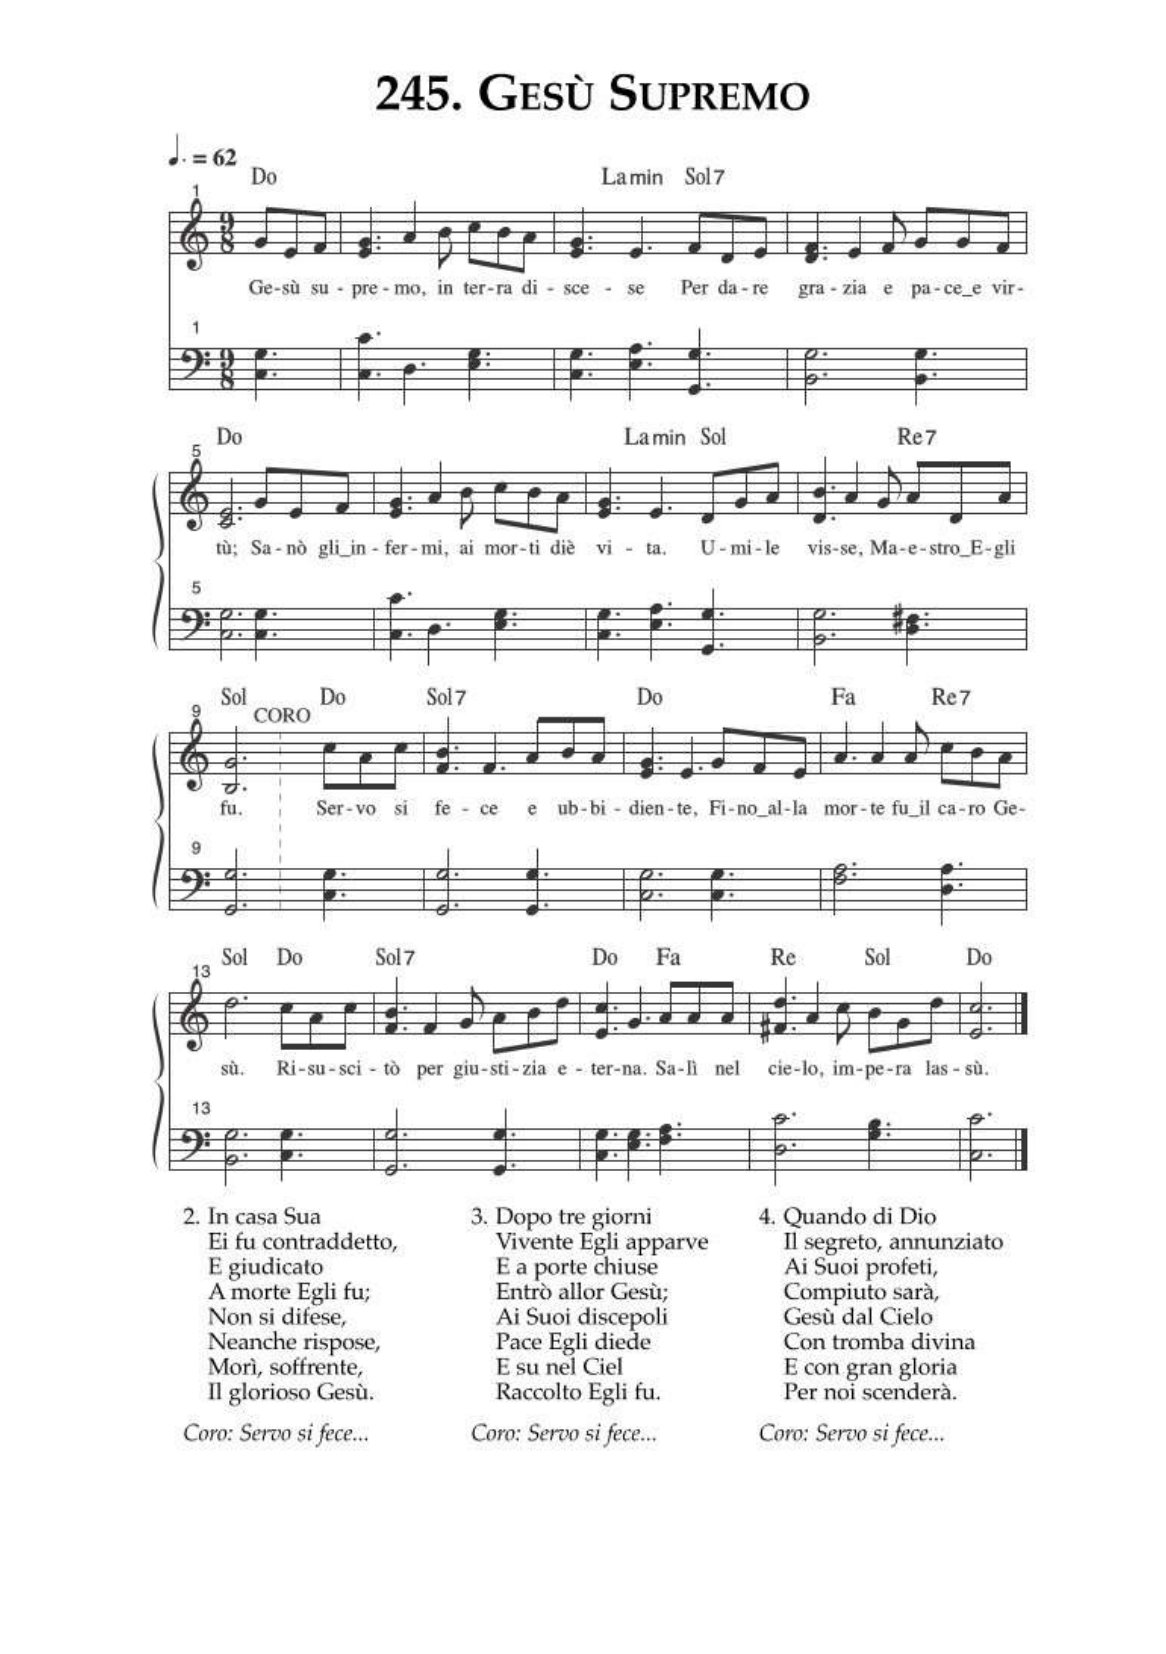 245. GESÙ SUPREMO
♩. = 62
Do Lamin Sol7
1
9
8
Ge-sù su - pre - mo, in ter-ra di - sce - se Per da-re gra-zia e pa-ce_e vir-
1
9
8
Do Lamin Sol Re7
5
tù; Sa-nò gli_in-fer-mi, ai mor-ti diè vi - ta. U-mi-le vis-se, Ma-e-stro_E-gli
5
Sol CORO Do Sol7 Do Fa Re7
9
fu. Ser-vo si fe - ce e ub-bi-dien-te, Fi-no_al-la mor-te fu_il ca-ro Ge-
9
Sol Do Sol7 Do Fa Re Sol Do
13
sù. Ri-su-sci-tò per giu-sti-zia e - ter-na. Sa-lì nel cie-lo, im-pe-ra las-sù.
13
2. In casa Sua
Ei fu contraddetto,
E giudicato
A morte Egli fu;
Non si difese,
Neanche rispose,
Morì, soffrente,
Il glorioso Gesù.
Coro: Servo si fece...
3. Dopo tre giorni
Vivente Egli apparve
E a porte chiuse
Entrò allor Gesù;
Ai Suoi discepoli
Pace Egli diede
E su nel Ciel
Raccolto Egli fu.
Coro: Servo si fece...
4. Quando di Dio
Il segreto, annunziato
Ai Suoi profeti,
Compiuto sarà,
Gesù dal Cielo
Con tromba divina
E con gran gloria
Per noi scenderà.
Coro: Servo si fece...